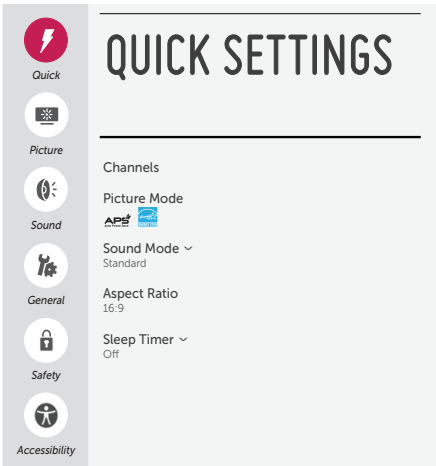 Quick
Picture
Sound
General
Safety
Accessibility
QUICK SETTINGS
Channels
Picture Mode
APS
Sound Mode
Standard
Aspect Ratio
16:9
Sleep Timer
Off